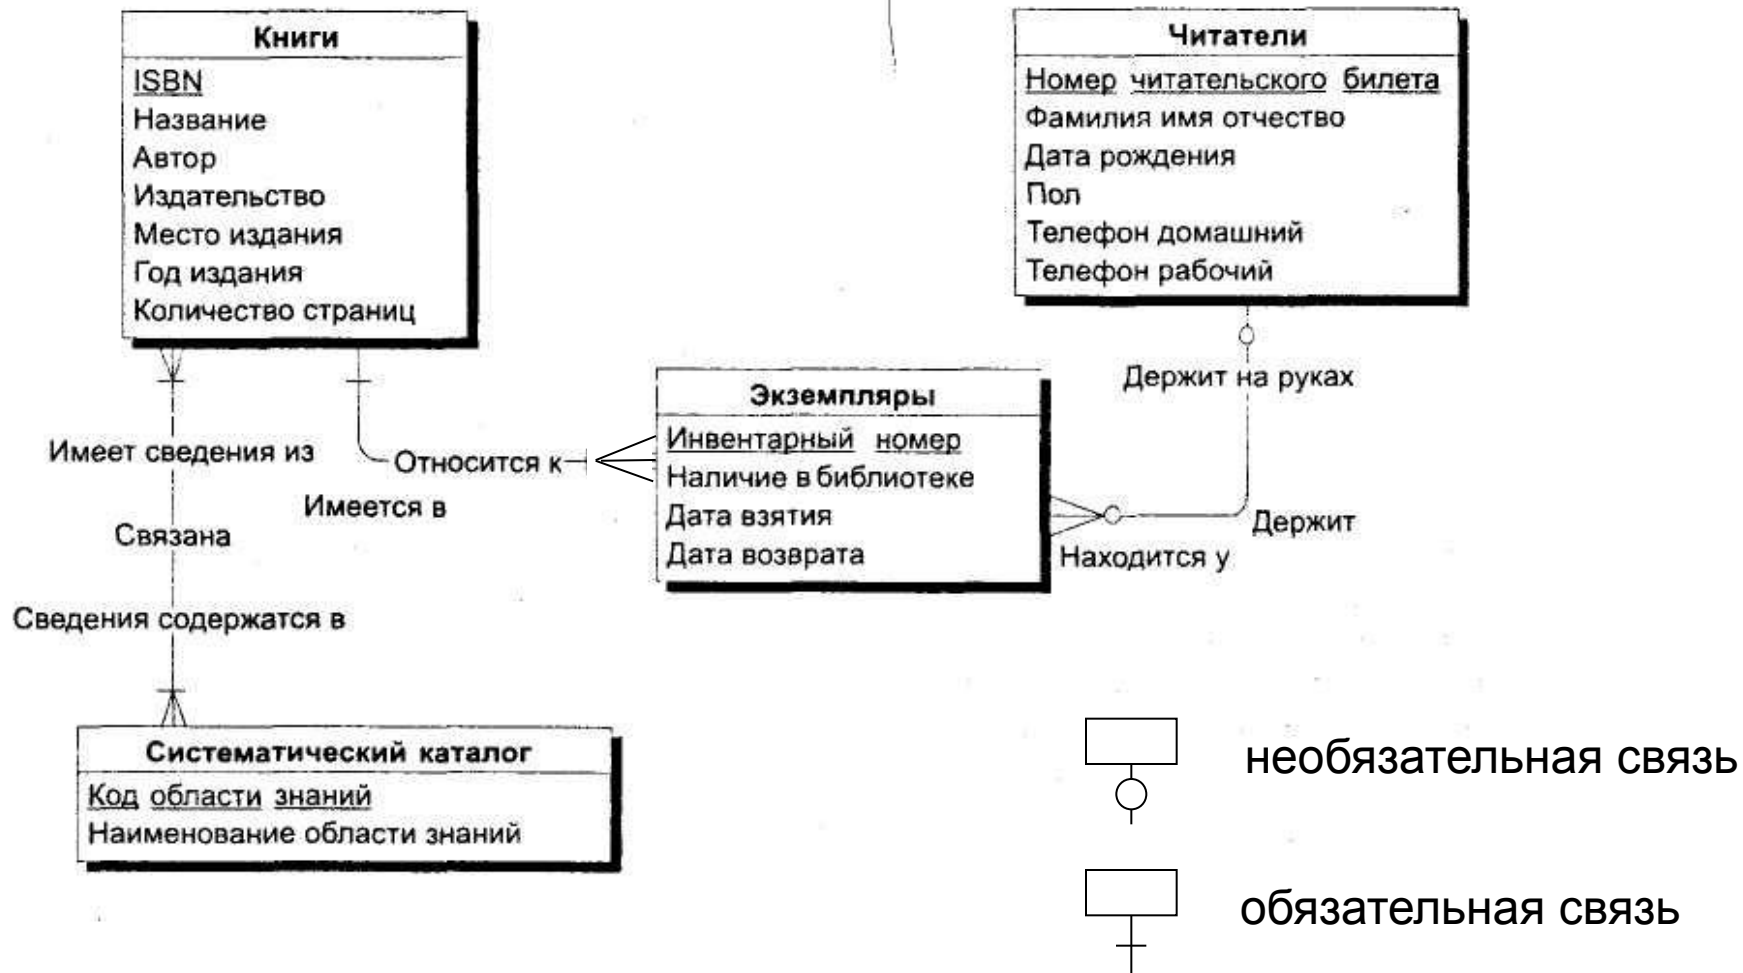 Книги
ISBN
Название
Автор
Издательство
Место издания
Год издания
Количество страниц
Читатели
Номер читательского билета
Фамилия имя отчество
Дата рождения
Пол
Телефон домашний
Телефон рабочий
Держит на руках
Экземпляры
Инвентарный номер
Наличие в библиотеке
Дата взятия
Дата возврата
Имеет сведения из
Относится к
Имеется в
Связана
Держит
Находится у
Сведения содержатся в
Систематический каталог
Код области знаний
Наименование области знаний
необязательная связь
обязательная связь